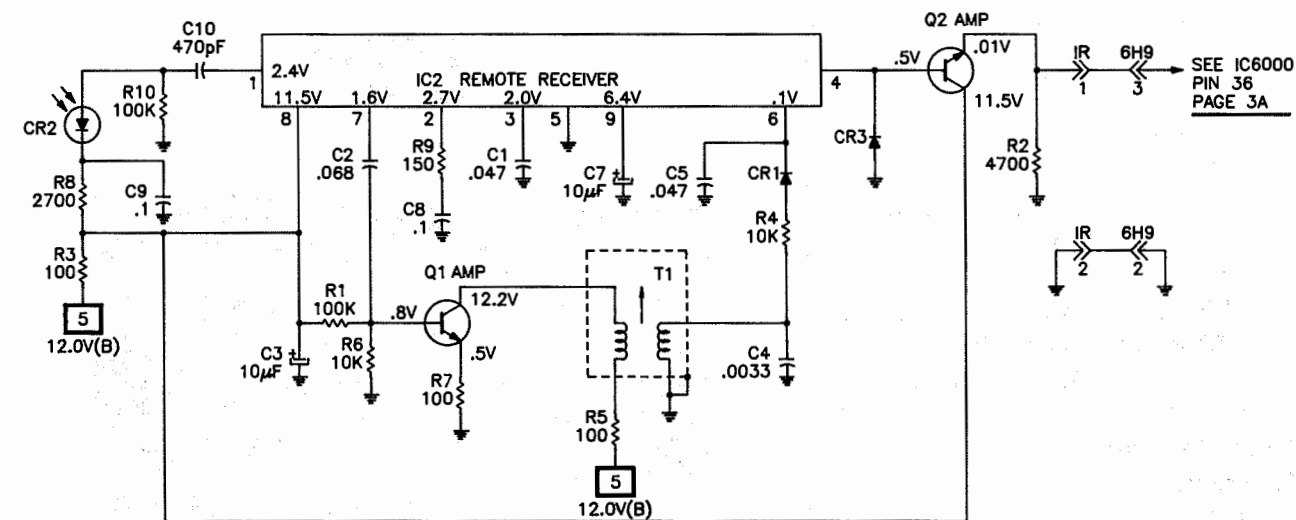 C10
470pF
Q2 AMP
1
2.4V
IC2 REMOTE RECEIVER
4
.5V
.01V
IR
1
6H9
3
SEE IC6000
PIN 36
PAGE 3A
R10
100K
11.5V
8
1.6V
7
2.7V
2
2.0V
3
5
6.4V
9
.1V
6
11.5V
CR2
CR3
R2
4700
C2
.068
R9
150
C1
.047
C7
+
10µF
C5
.047
CR1
R8
2700
C9
.1
C8
.1
R4
10K
IR
2
6H9
2
R3
100
Q1 AMP
T1
R1
100K
.8V
12.2V
5
12.0V(B)
C3
+
10µF
R6
10K
.5V
R7
100
C4
.0033
R5
100
5
12.0V(B)